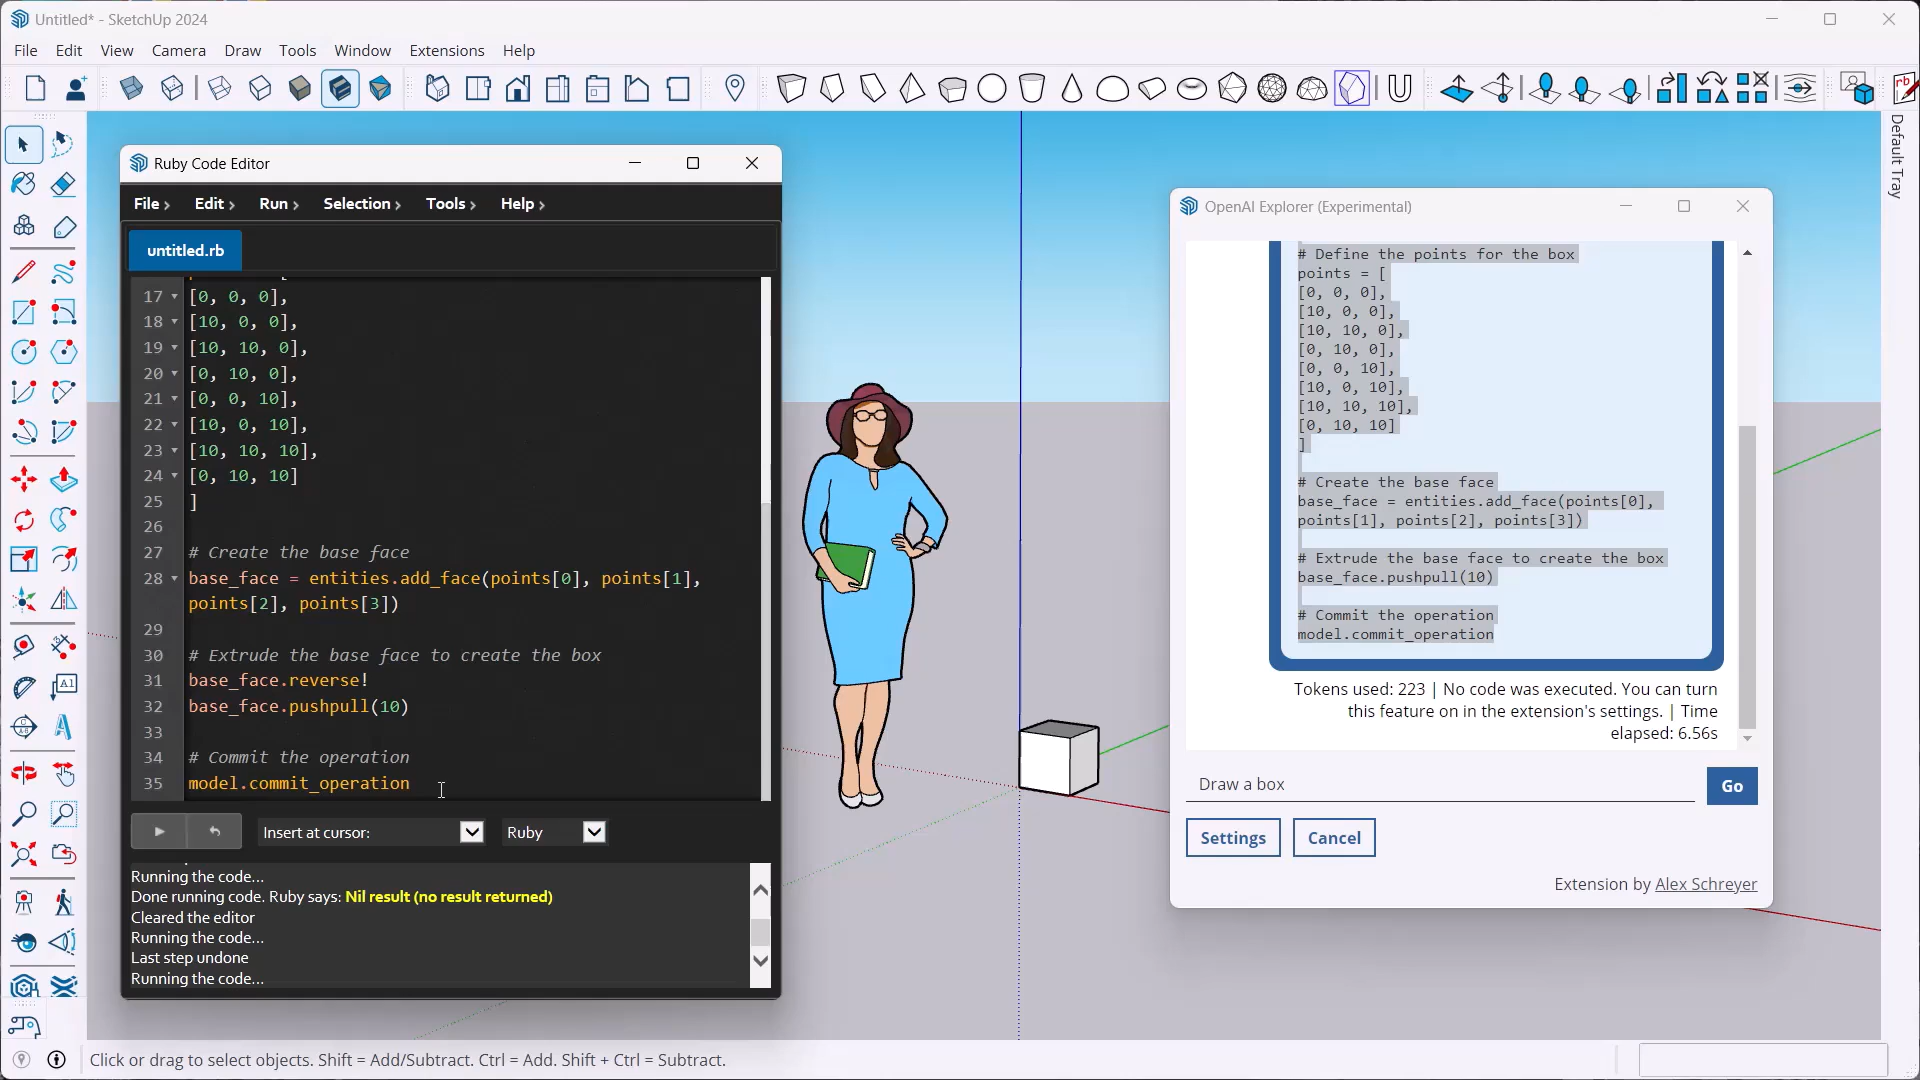 Untitled* - SketchUp 2024
File Edit View Camera Draw Tools Window Extensions Help
Default Tray
A1
Ruby Code Editor
File Edit Run Selection Tools Help
untitled.rb
17 [0, 0, 0],
18 [10, 0, 0],
19 [10, 10, 0],
20 [0, 10, 0],
21 [0, 0, 10],
22 [10, 0, 10],
23 [10, 10, 10],
24 [0, 10, 10]
25 ]
26
27 # Create the base face
28 base_face = entities.add_face(points[0], points[1],
points[2], points[3])
29
30 # Extrude the base face to create the box
31 base_face.reverse!
32 base_face.pushpull(10)
33
34 # Commit the operation
35 model.commit_operation
Insert at cursor: Ruby
Running the code...
Done running code. Ruby says: Nil result (no result returned)
Cleared the editor
Running the code...
Last step undone
Running the code...
OpenAI Explorer (Experimental)
# Define the points for the box
points = [
[0, 0, 0],
[10, 0, 0],
[10, 10, 0],
[0, 10, 0],
[0, 0, 10],
[10, 0, 10],
[10, 10, 10],
[0, 10, 10]
]
# Create the base face
base_face = entities.add_face(points[0],
points[1], points[2], points[3])
# Extrude the base face to create the box
base_face.pushpull(10)
# Commit the operation
model.commit_operation
Tokens used: 223 | No code was executed. You can turn
this feature on in the extension's settings. | Time
elapsed: 6.56s
Draw a box
Go
Settings Cancel
Extension by Alex Schreyer
Click or drag to select objects. Shift = Add/Subtract. Ctrl = Add. Shift + Ctrl = Subtract.